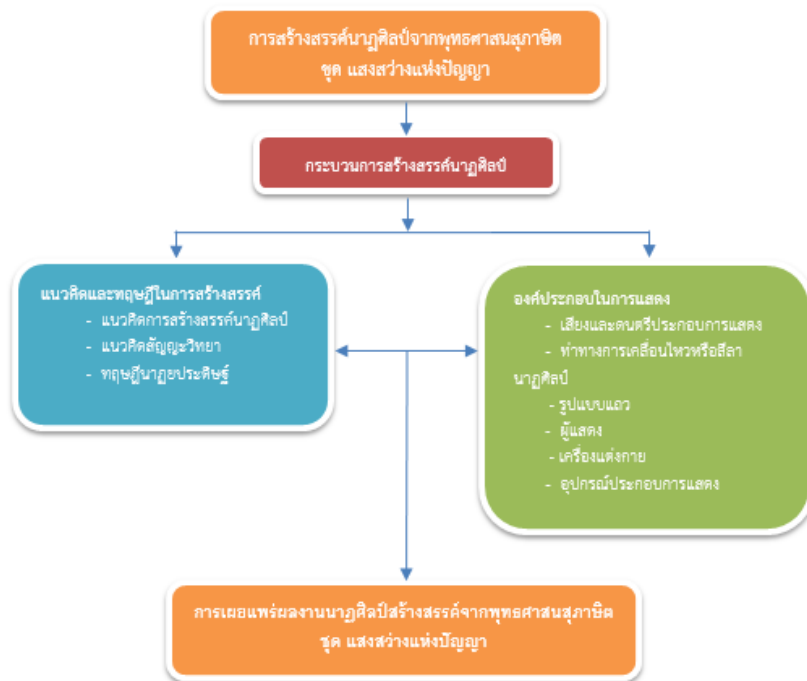 การสร้างสรรค์นาฏศิลป์จากพุทธศาสนสุภาษิต
ชุด แสงสว่างแห่งปัญญา
กระบวนการสร้างสรรค์นาฏศิลป์
แนวคิดและทฤษฎีในการสร้างสรรค์
- แนวคิดการสร้างสรรค์นาฏศิลป์
- แนวคิดสัญญะวิทยา
- ทฤษฎีนาฏยประดิษฐ์
องค์ประกอบในการแสดง
- เสียงและดนตรีประกอบการแสดง
- ท่าทางการเคลื่อนไหวหรือลีลา
นาฏศิลป์
- รูปแบบแถว
- ผู้แสดง
- เครื่องแต่งกาย
- อุปกรณ์ประกอบการแสดง
การเผยแพร่ผลงานนาฏศิลป์สร้างสรรค์จากพุทธศาสนสุภาษิต
ชุด แสงสว่างแห่งปัญญา